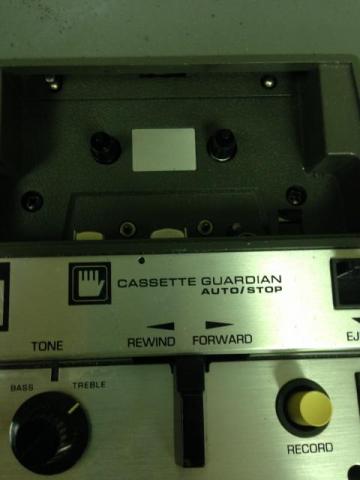 CASSETTE GUARDIAN
AUTO/STOP
TONE
REWIND FORWARD
BASS TREBLE
RECORD